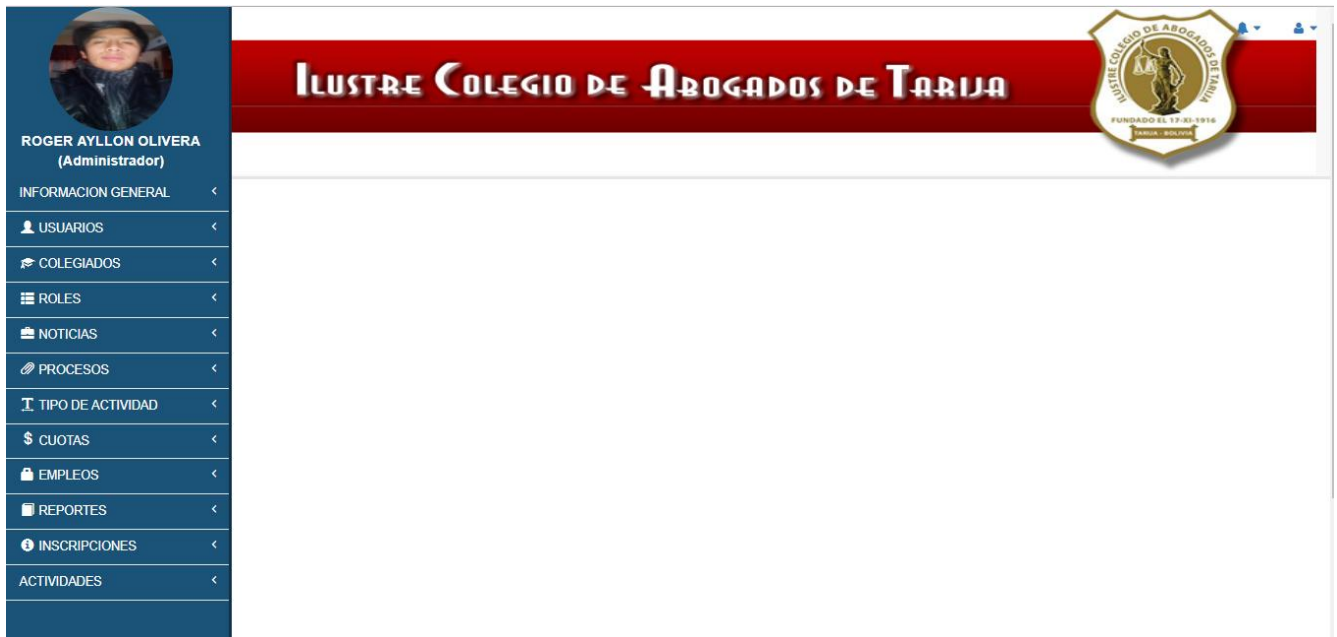 ILUSTRE COLEGIO DE ABOGADOS DE TARIJA
ILUSTRE COLEGIO DE ABOGADOS DE TARIJA
FUNDADO EL 17-XI-1916
TARIJA - BOLIVIA
ROGER AYLLON OLIVERA
(Administrador)
INFORMACION GENERAL
USUARIOS
COLEGIADOS
ROLES
NOTICIAS
PROCESOS
TIPO DE ACTIVIDAD
$ CUOTAS
EMPLEOS
REPORTES
INSCRIPCIONES
ACTIVIDADES